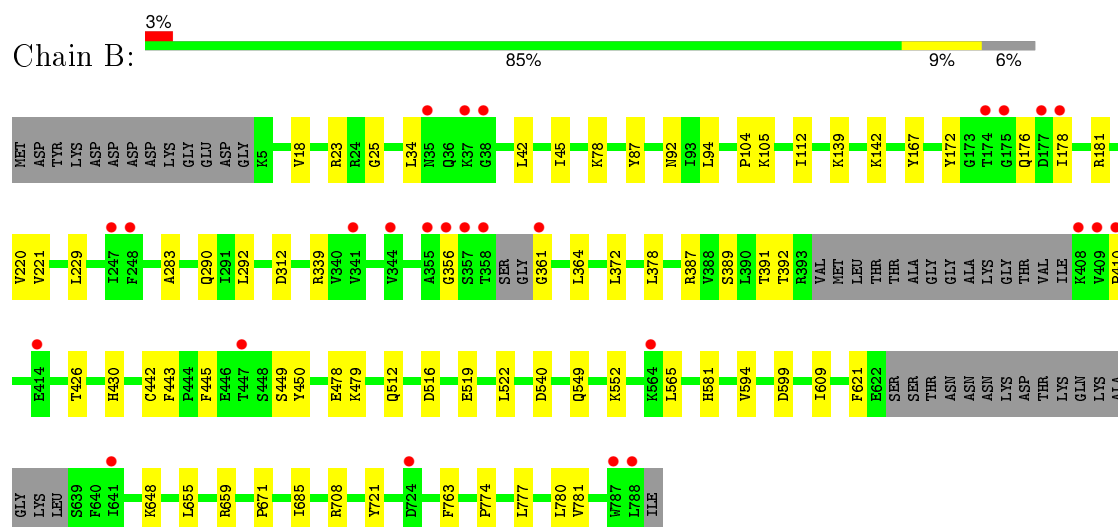 3%
Chain B:
85% 9% 6%
MET ASP TYR LYS ASP ASP ASP ASP LYS GLY GLU ASP GLY K5 V18 R23 R24 G25 L34 N35 Q36 K37 G38 L42 I45 K78 Y87 N92 I93 L94 P104 K105 I112 K139 K142 Y167 Y172 G173 T174 G175 Q176 D177 I178 R181
V220 V221 L229 I247 F248 A283 Q290 I291 L292 D312 R339 V340 V341 V344 A355 G356 S357 T358 SER GLY G361 L364 L372 L378 R387 V388 S389 L390 T391 T392 R393 VAL MET LEU THR THR ALA GLY GLY ALA LYS GLY THR VAL ILE K408 V409 P410
E414 T426 H430 C442 F443 P444 F445 E446 T447 S448 S449 Y450 E478 K479 Q512 D516 E519 L522 D540 Q549 K552 K564 L565 H581 V594 D599 I609 F621 E622 SER SER THR ASN ASN ASN LYS ASP THR LYS GLN LYS ALA
GLY LYS LEU S639 F640 I641 K648 L655 R659 P671 I685 R708 Y721 D724 F763 P774 L777 L780 V781 W787 L788 ILE